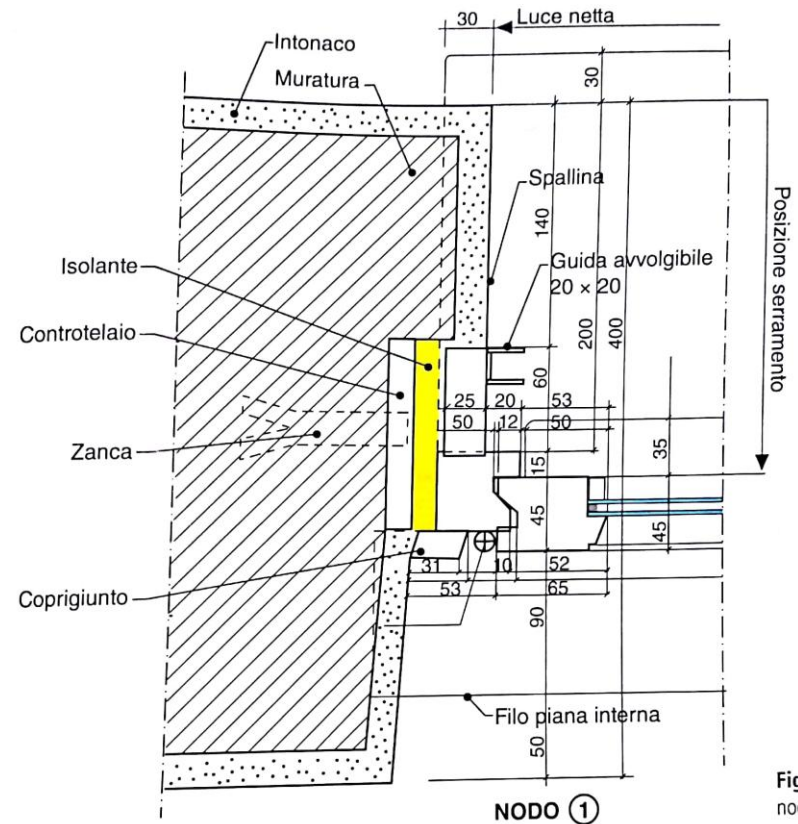 30
Luce netta
Intonaco
Muratura
30
Spallina
140
Posizione serramento
Isolante
Guida avvolgibile
20 × 20
Controtelaio
200
400
60
25
20
53
50
12
50
Zanca
15
35
45
45
31
10
52
Coprigiunto
53
65
90
Filo piana interna
50
NODO 1
Fig
no